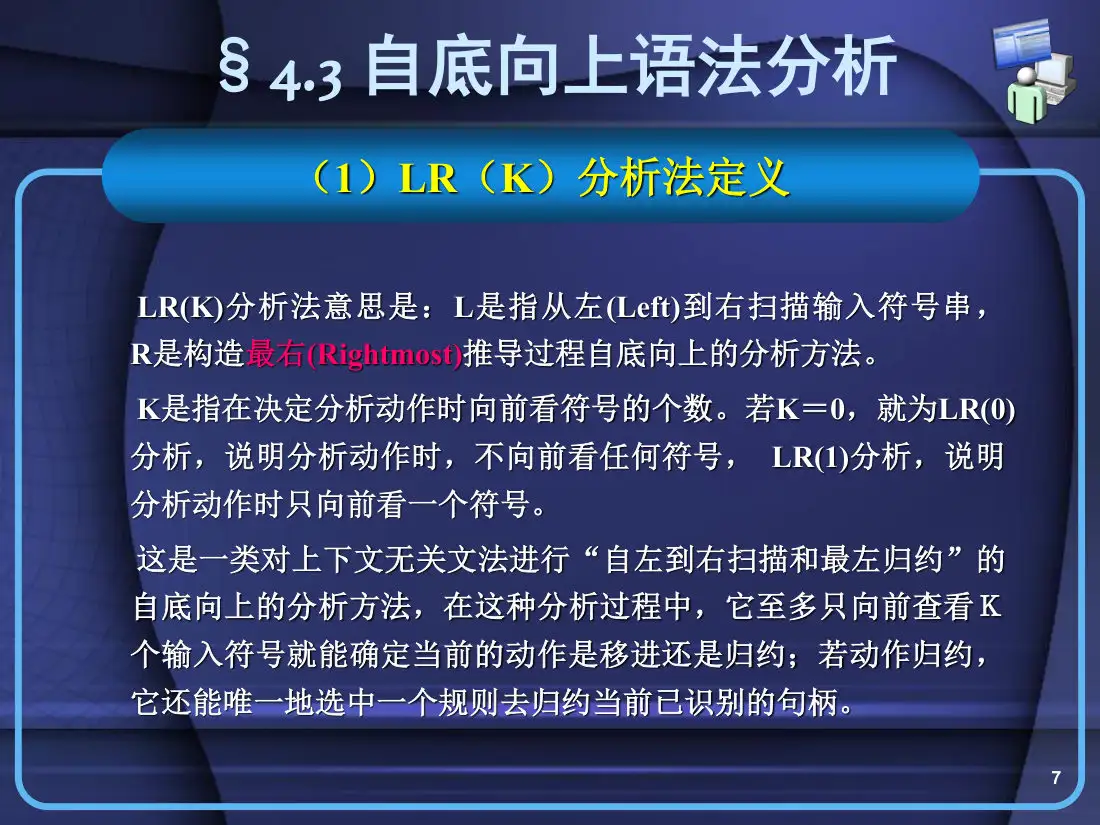 § 4.3 自底向上语法分析
（1）LR（K）分析法定义
LR(K)分析法意思是：L是指从左(Left)到右扫描输入符号串，
R是构造最右(Rightmost)推导过程自底向上的分析方法。
K是指在决定分析动作时向前看符号的个数。若K＝0，就为LR(0)
分析，说明分析动作时，不向前看任何符号， LR(1)分析，说明
分析动作时只向前看一个符号。
这是一类对上下文无关文法进行“自左到右扫描和最左归约”的
自底向上的分析方法，在这种分析过程中，它至多只向前查看Ｋ
个输入符号就能确定当前的动作是移进还是归约；若动作归约，
它还能唯一地选中一个规则去归约当前已识别的句柄。
7